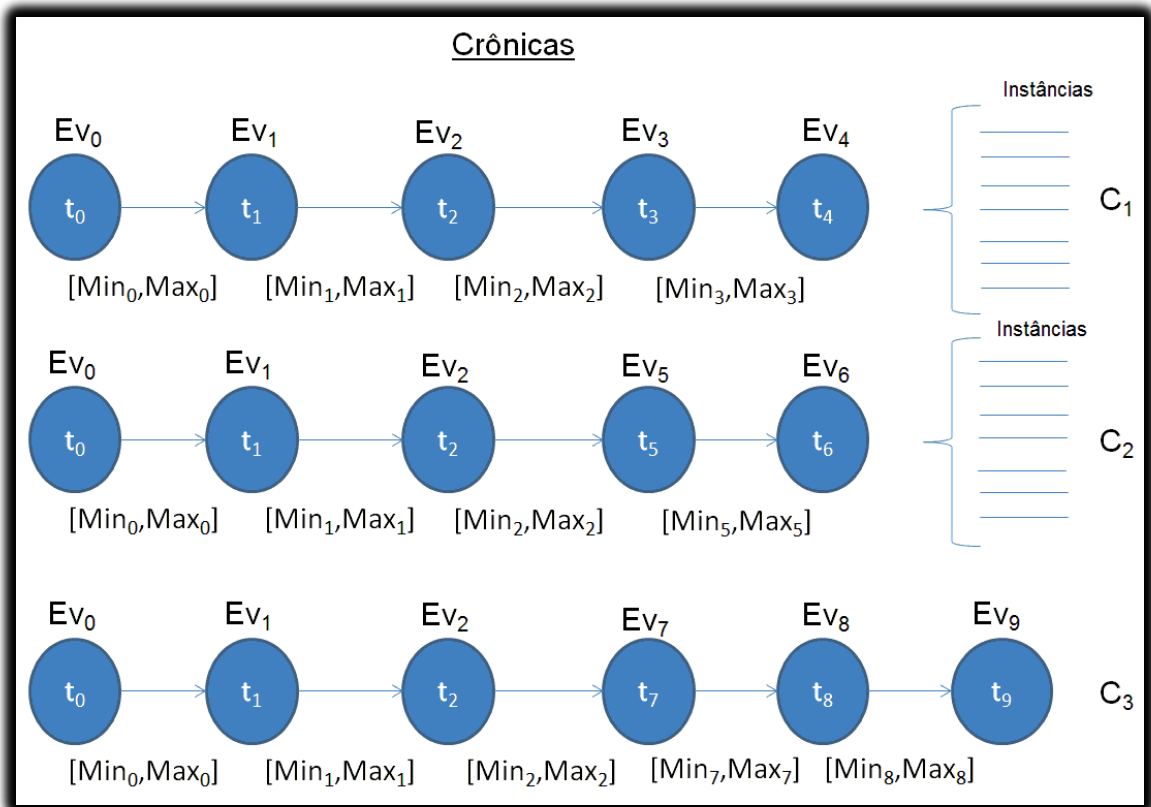 Crônicas
Instâncias
Ev0 Ev1 Ev2 Ev3 Ev4
t0 t1 t2 t3 t4
C1
[Min0,Max0] [Min1,Max1] [Min2,Max2] [Min3,Max3]
Instâncias
Ev0 Ev1 Ev2 Ev5 Ev6
t0 t1 t2 t5 t6
C2
[Min0,Max0] [Min1,Max1] [Min2,Max2] [Min5,Max5]
Ev0 Ev1 Ev2 Ev7 Ev8 Ev9
t0 t1 t2 t7 t8 t9
C3
[Min0,Max0] [Min1,Max1] [Min2,Max2] [Min7,Max7] [Min8,Max8]